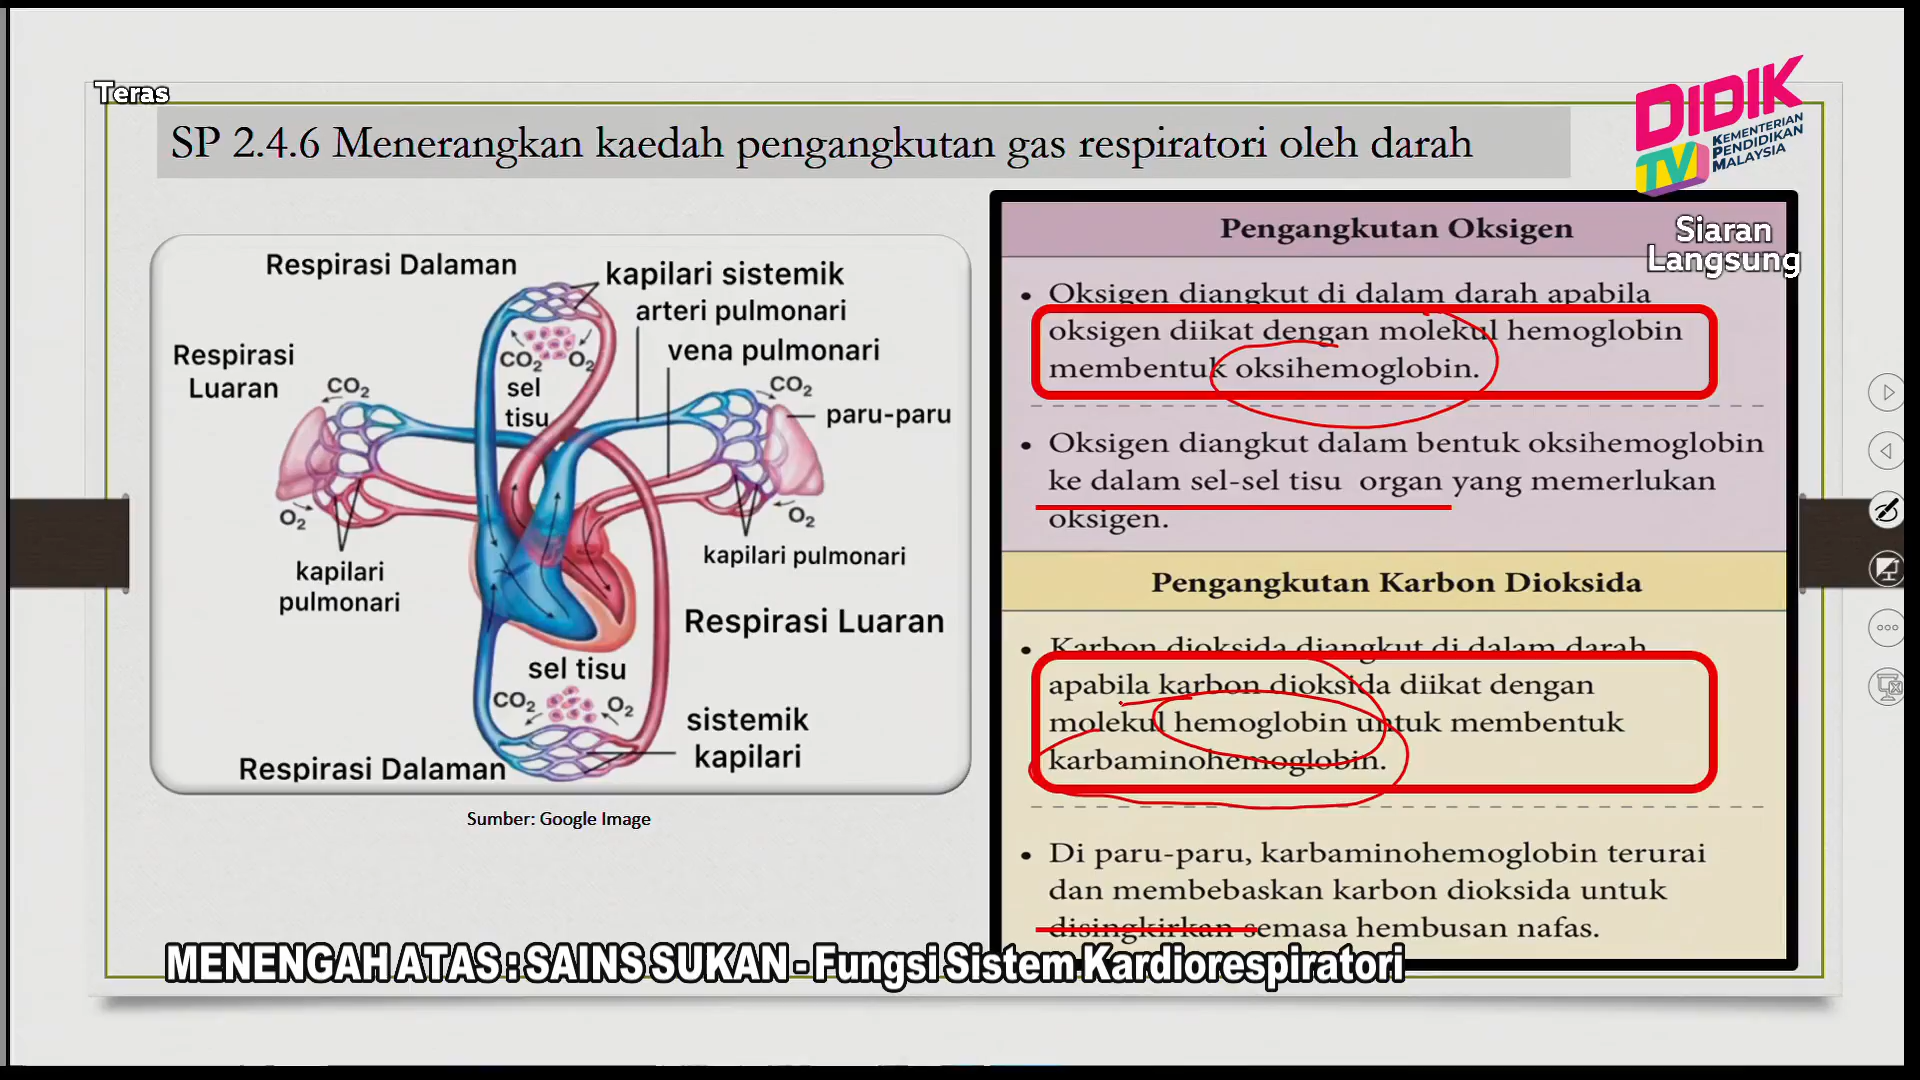 Teras
SP 2.4.6 Menerangkan kaedah pengangkutan gas respiratori oleh darah
DIDIK
TV
KEMENTERIAN
PENDIDIKAN
MALAYSIA
Siaran
Langsung
Respirasi Dalaman
kapilari sistemik
arteri pulmonari
vena pulmonari
Respirasi
Luaran
CO₂
O₂
sel
tisu
CO₂
CO₂
paru-paru
O₂
O₂
kapilari pulmonari
kapilari
pulmonari
Respirasi Luaran
sel tisu
CO₂
O₂
sistemik
kapilari
Respirasi Dalaman
Sumber: Google Image
Pengangkutan Oksigen
• Oksigen diangkut di dalam darah apabila
oksigen diikat dengan molekul hemoglobin
membentuk oksihemoglobin.
• Oksigen diangkut dalam bentuk oksihemoglobin
ke dalam sel-sel tisu organ yang memerlukan
oksigen.
Pengangkutan Karbon Dioksida
• Karbon dioksida diangkut di dalam darah
apabila karbon dioksida diikat dengan
molekul hemoglobin untuk membentuk
karbaminohemoglobin.
• Di paru-paru, karbaminohemoglobin terurai
dan membebaskan karbon dioksida untuk
disingkirkan semasa hembusan nafas.
MENENGAH ATAS : SAINS SUKAN - Fungsi Sistem Kardiorespiratori